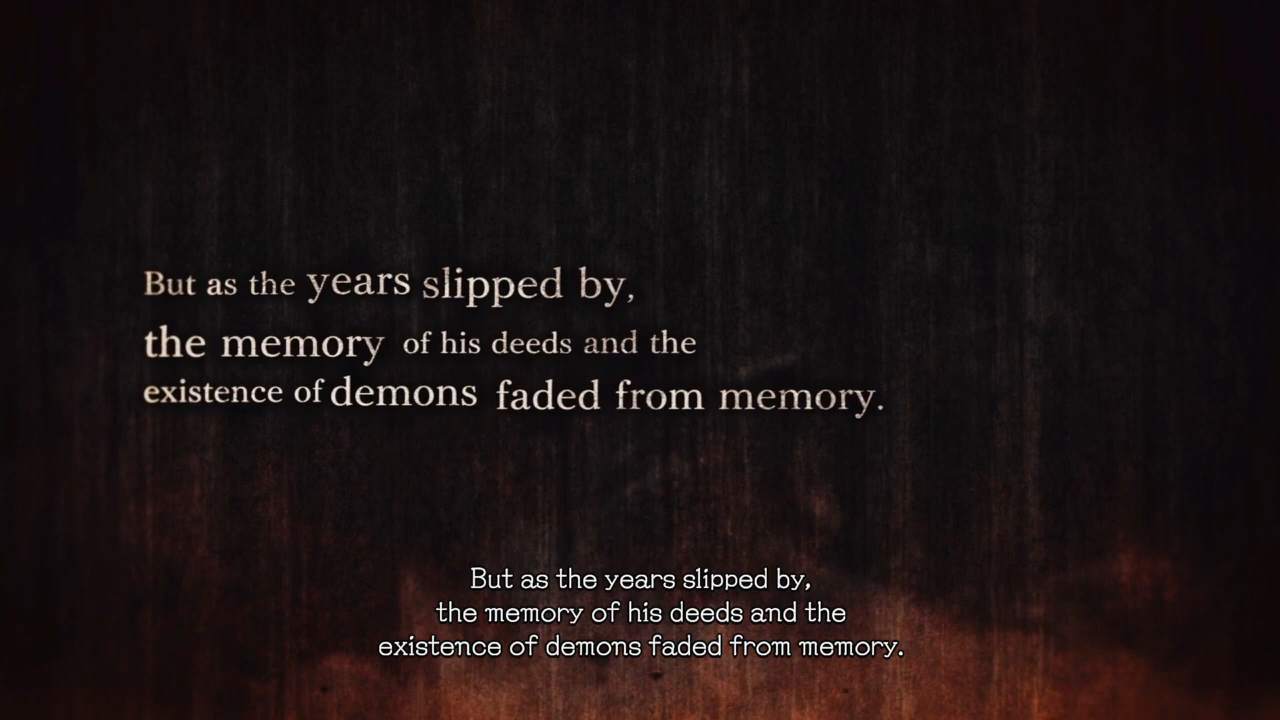 But as the years slipped by,
the memory of his deeds and the
existence of demons faded from memory.
But as the years slipped by,
the memory of his deeds and the
existence of demons faded from memory.